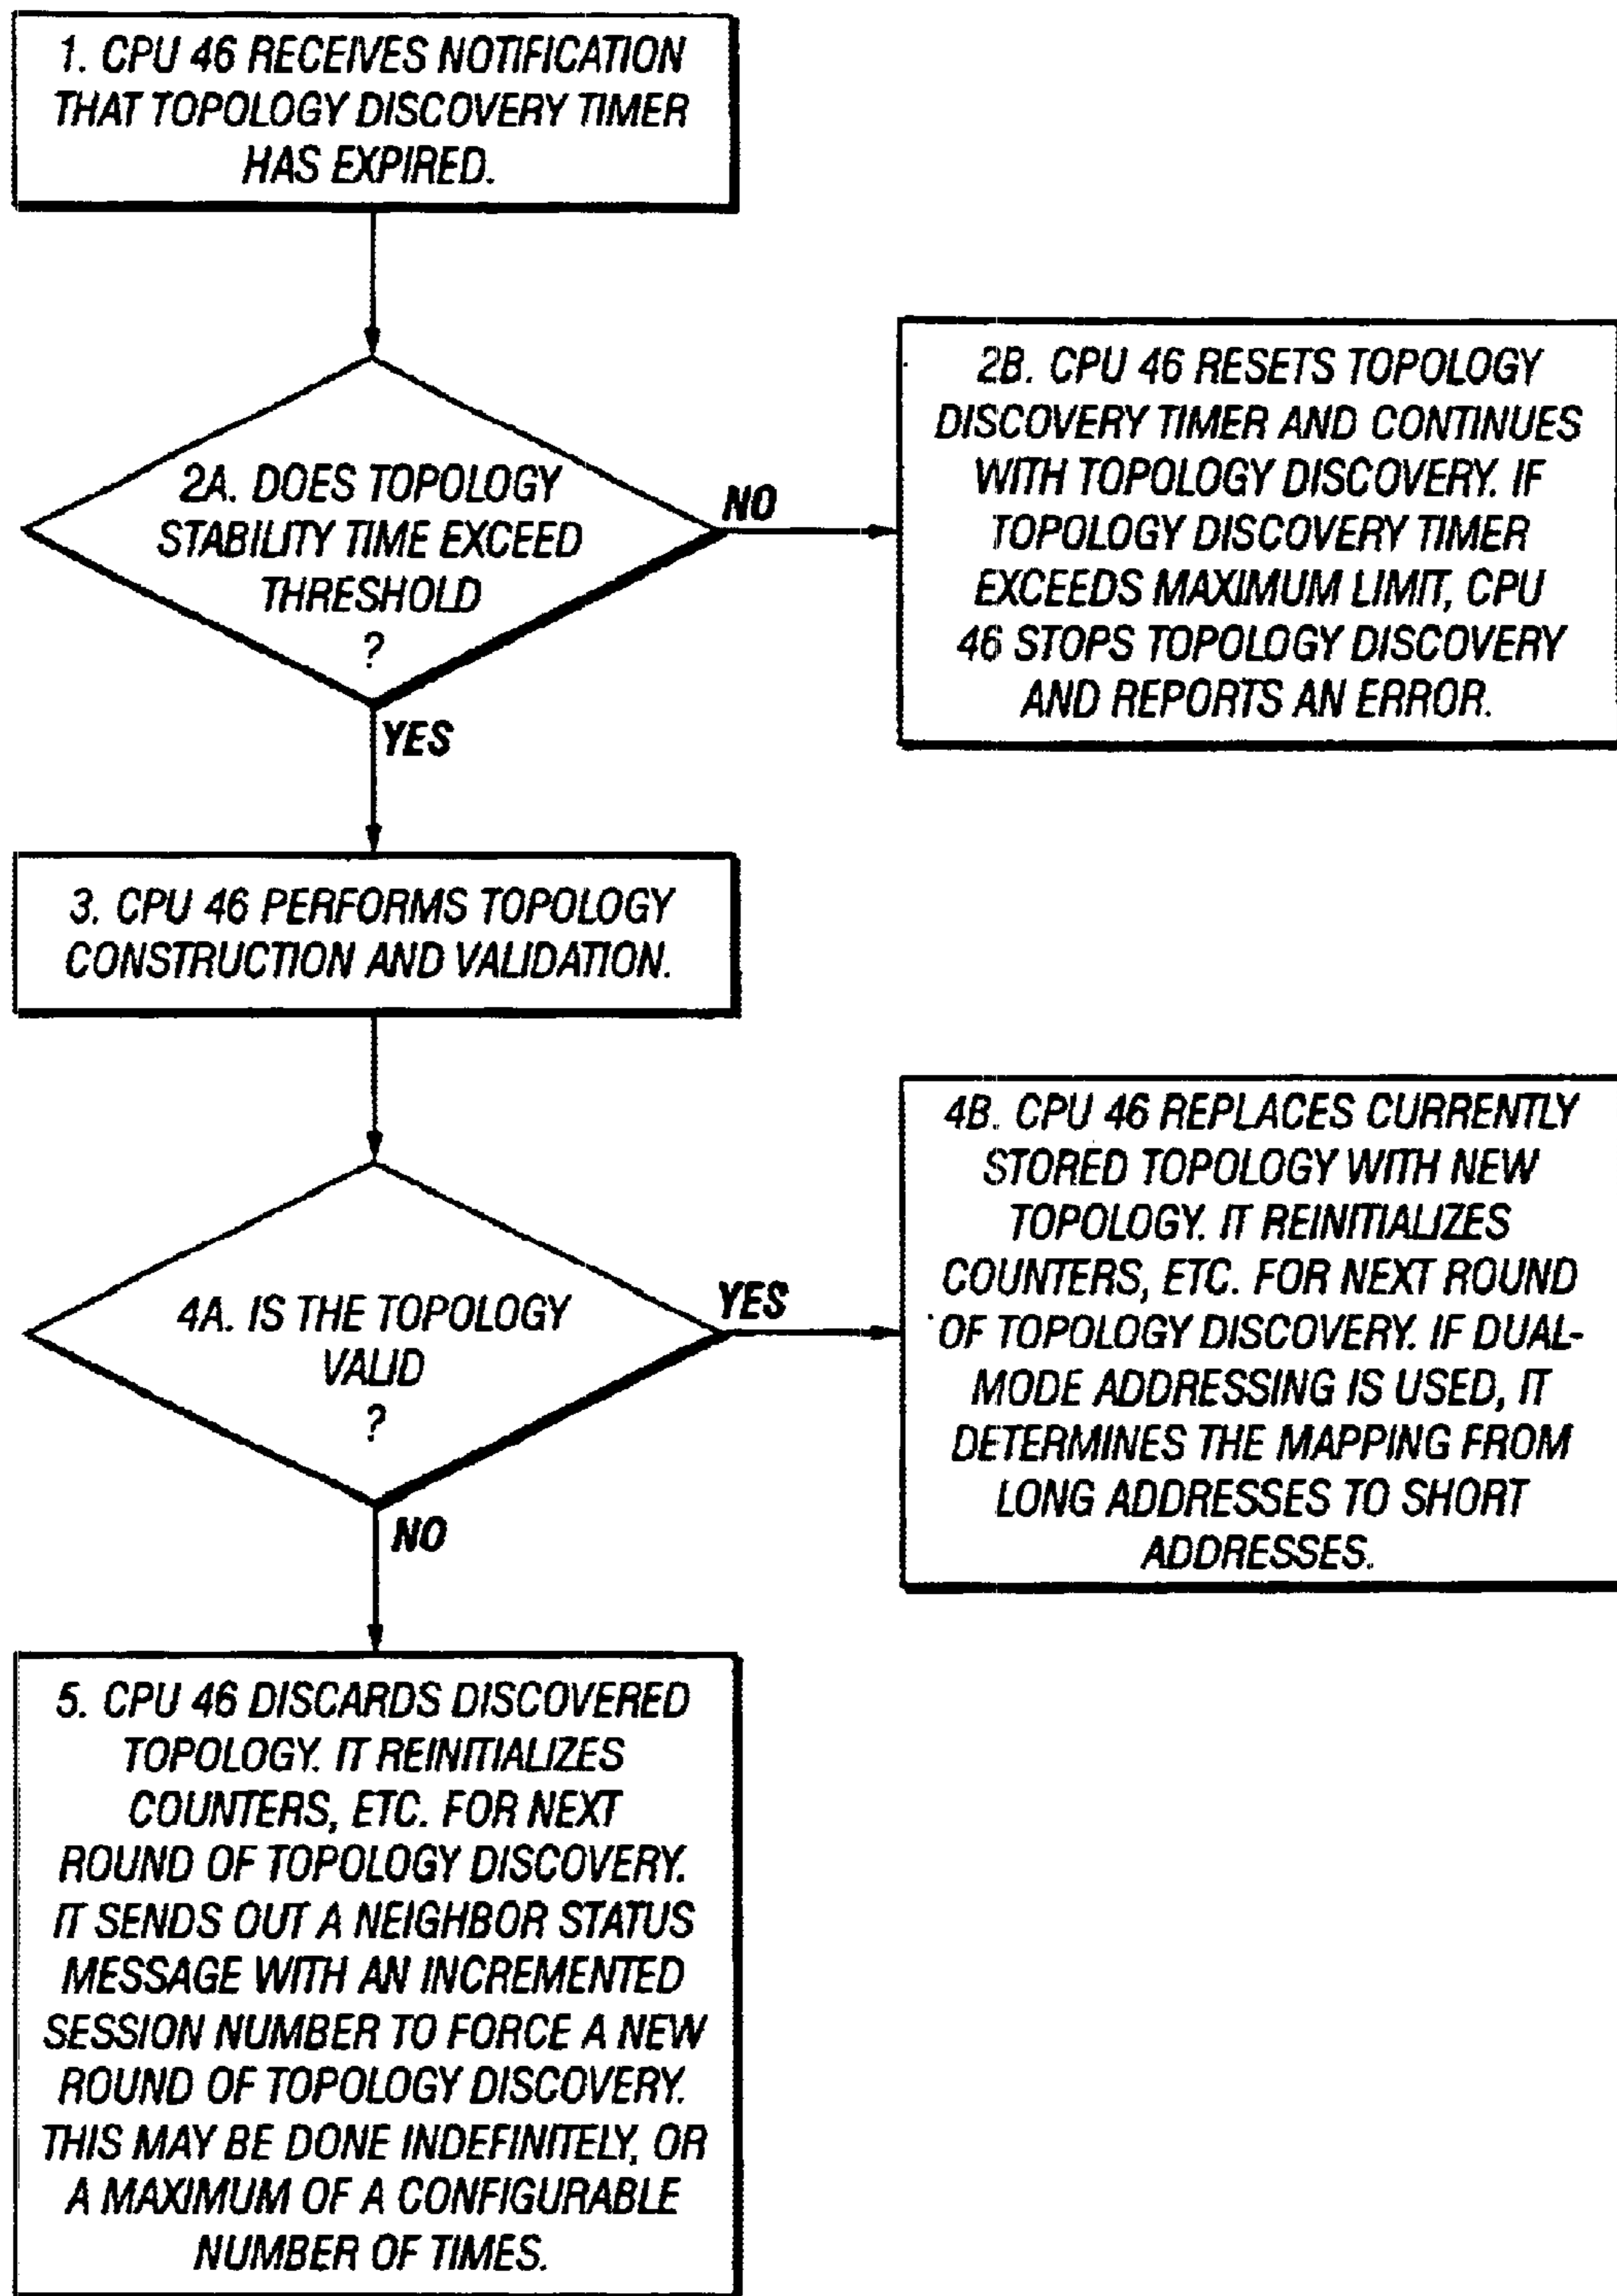 1. CPU 46 RECEIVES NOTIFICATION
THAT TOPOLOGY DISCOVERY TIMER
HAS EXPIRED.
2A. DOES TOPOLOGY
STABILITY TIME EXCEED
THRESHOLD
?
NO
2B. CPU 46 RESETS TOPOLOGY
DISCOVERY TIMER AND CONTINUES
WITH TOPOLOGY DISCOVERY. IF
TOPOLOGY DISCOVERY TIMER
EXCEEDS MAXIMUM LIMIT, CPU
46 STOPS TOPOLOGY DISCOVERY
AND REPORTS AN ERROR.
YES
3. CPU 46 PERFORMS TOPOLOGY
CONSTRUCTION AND VALIDATION.
4A. IS THE TOPOLOGY
VALID
?
YES
4B. CPU 46 REPLACES CURRENTLY
STORED TOPOLOGY WITH NEW
TOPOLOGY. IT REINITIALIZES
COUNTERS, ETC. FOR NEXT ROUND
OF TOPOLOGY DISCOVERY. IF DUAL-
MODE ADDRESSING IS USED, IT
DETERMINES THE MAPPING FROM
LONG ADDRESSES TO SHORT
ADDRESSES.
NO
5. CPU 46 DISCARDS DISCOVERED
TOPOLOGY. IT REINITIALIZES
COUNTERS, ETC. FOR NEXT
ROUND OF TOPOLOGY DISCOVERY.
IT SENDS OUT A NEIGHBOR STATUS
MESSAGE WITH AN INCREMENTED
SESSION NUMBER TO FORCE A NEW
ROUND OF TOPOLOGY DISCOVERY.
THIS MAY BE DONE INDEFINITELY, OR
A MAXIMUM OF A CONFIGURABLE
NUMBER OF TIMES.